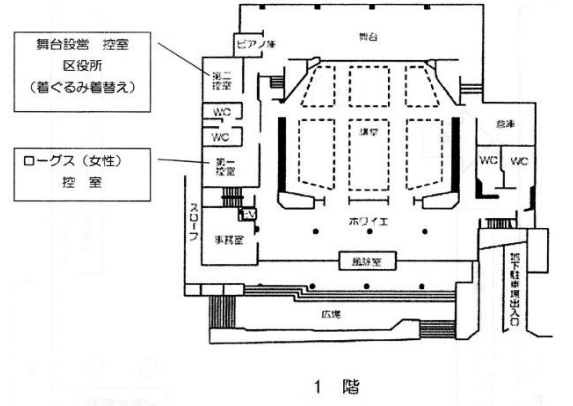 舞台設営　控室
区役所
（着ぐるみ着替え）
ローグス（女性）
控　室
ピアノ庫
舞台
第二
控室
WC
WC
第一
控室
講堂
倉庫
WC
WC
スロープ
EV
事務室
ホワイエ
風除室
広場
地下駐車場出入口
1　階